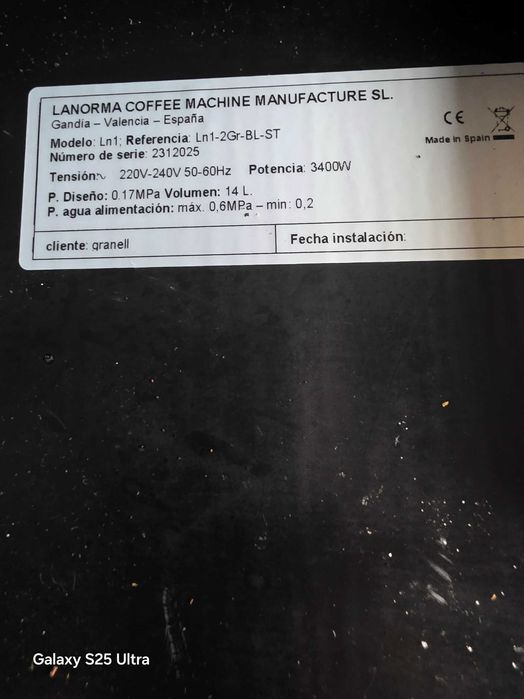 LANORMA COFFEE MACHINE MANUFACTURE SL.
Gandía – Valencia – España
Modelo: Ln1; Referencia: Ln1-2Gr-BL-ST
Número de serie: 2312025
Tensión:∿ 220V-240V 50-60Hz Potencia: 3400W
P. Diseño: 0.17MPa Volumen: 14 L.
P. agua alimentación: máx. 0,6MPa – min: 0,2
CE
Made in Spain
cliente: granell
Fecha instalación:
Galaxy S25 Ultra